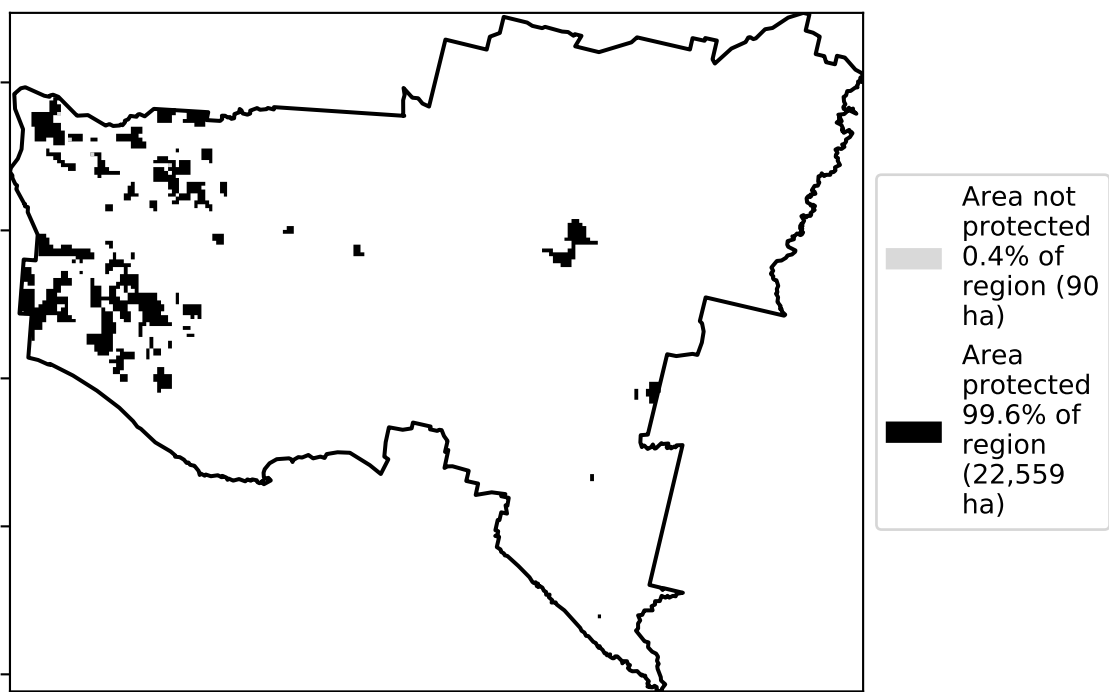 Area not
protected
0.4% of
region (90
ha)
Area
protected
99.6% of
region
(22,559
ha)